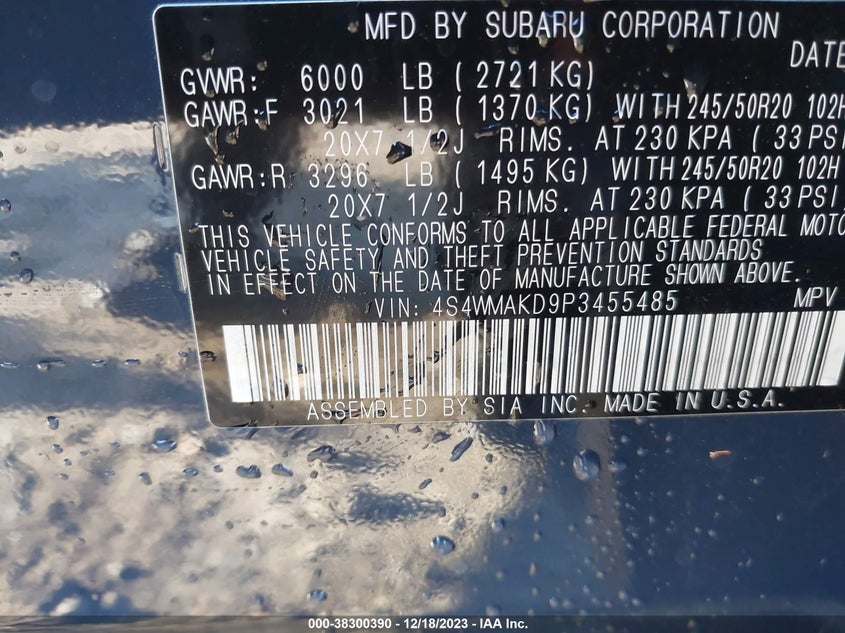 MFD BY SUBARU CORPORATION
DATE
GVWR: 6000 LB ( 2721 KG)
GAWR:F 3021 LB ( 1370 KG) WITH 245/50R20 102H
20X7 1/2J RIMS. AT 230 KPA ( 33 PSI
GAWR:R 3296 LB ( 1495 KG) WITH 245/50R20 102H
20X7 1/2J RIMS. AT 230 KPA ( 33 PSI
THIS VEHICLE CONFORMS TO ALL APPLICABLE FEDERAL MOTO
VEHICLE SAFETY AND THEFT PREVENTION STANDARDS
IN EFFECT ON THE DATE OF MANUFACTURE SHOWN ABOVE.
VIN: 4S4WMAKD9P3455485 MPV
ASSEMBLED BY SIA INC. MADE IN U.S.A.
000-38300390 - 12/18/2023 - IAA Inc.